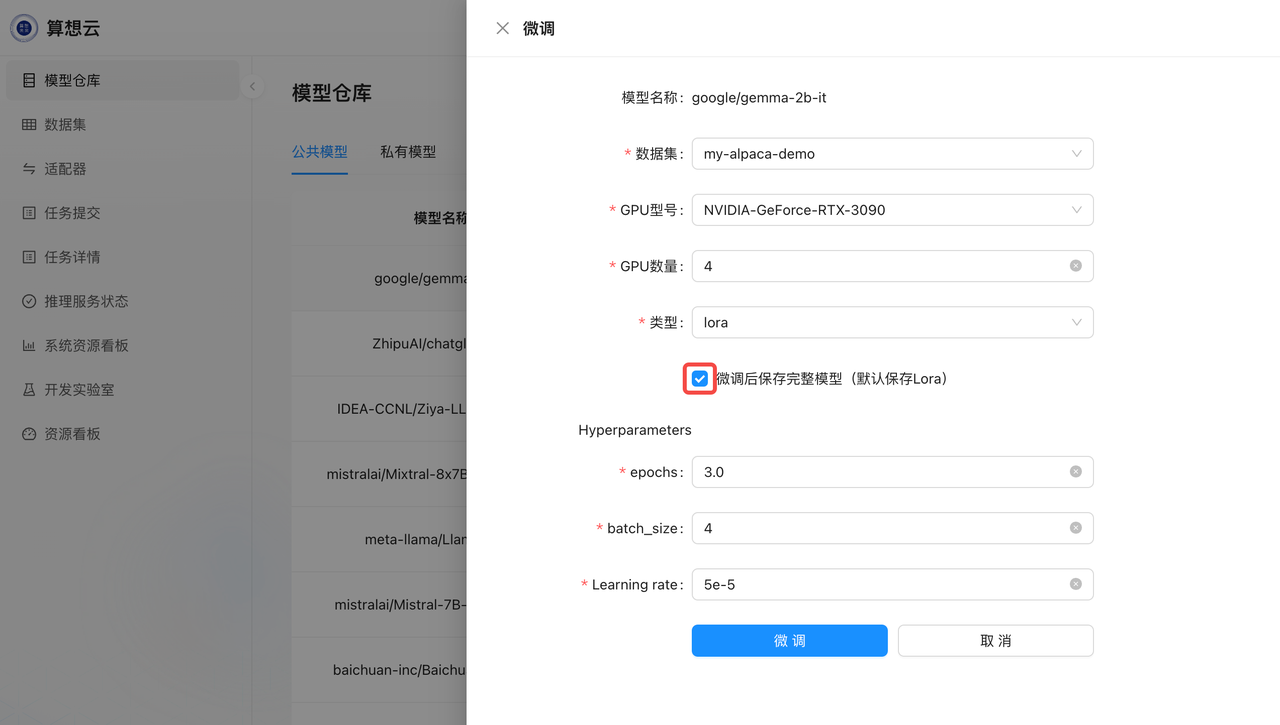 算想云
模型仓库
数据集
适配器
任务提交
任务详情
推理服务状态
系统资源看板
开发实验室
资源看板
模型仓库
公共模型 私有模型
模型名称
google/gemma
ZhipuAI/chatgl
IDEA-CCNL/Ziya-LL
mistralai/Mixtral-8x7B
meta-llama/Llam
mistralai/Mistral-7B-
baichuan-inc/Baichu
微调
模型名称: google/gemma-2b-it
* 数据集: my-alpaca-demo
* GPU型号: NVIDIA-GeForce-RTX-3090
* GPU数量: 4
* 类型: lora
微调后保存完整模型（默认保存Lora）
Hyperparameters
* epochs: 3.0
* batch_size: 4
* Learning rate: 5e-5
微 调 取 消